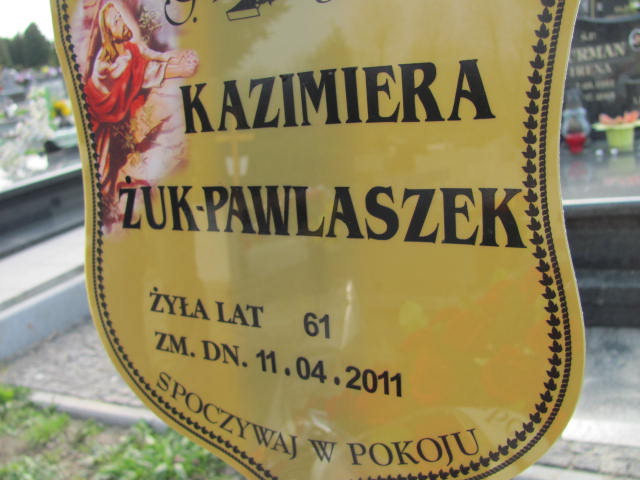 Ś.
KAZIMIERA
ŻUK-PAWLASZEK
ŻYŁA LAT 61
ZM. DN. 11.04.2011
SPOCZYWAJ W POKOJU
Ś.P.